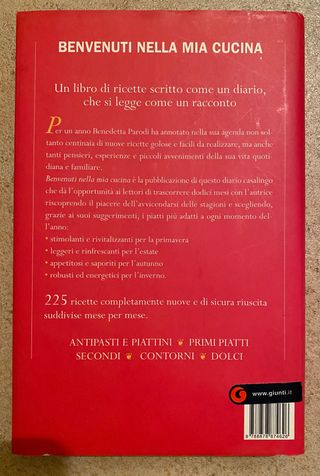 BENVENUTI NELLA MIA CUCINA
Un libro di ricette scritto come un diario,
che si legge come un racconto
Per un anno Benedetta Parodi ha annotato nella sua agenda non sol-
tanto centinaia di nuove ricette golose e facili da realizzare, ma anche
tanti pensieri, esperienze e piccoli avvenimenti della sua vita quoti
diana e familiare.
Benvenuti nella mia cucina è la pubblicazione di questo diario casalingo
che dà l'opportunità ai lettori di trascorrere dodici mesi con l'autrice
riscoprendo il piacere dell'avvicendarsi delle stagioni e scegliendo,
grazie ai suoi suggerimenti, i piatti più adatti a ogni momento del-
l'anno:
• stimolanti e rivitalizzanti per la primavera
• leggeri e rinfrescanti per l'estate
• appetitosi e saporiti per l'autunno
• robusti ed energetici per l'inverno.
225 ricette completamente nuove e di sicura riuscita
suddivise mese per mese.
ANTIPASTI E PIATTINI PRIMI PIATTI
SECONDI CONTORNI DOLCI
www.giunti.it
9 788878 874626